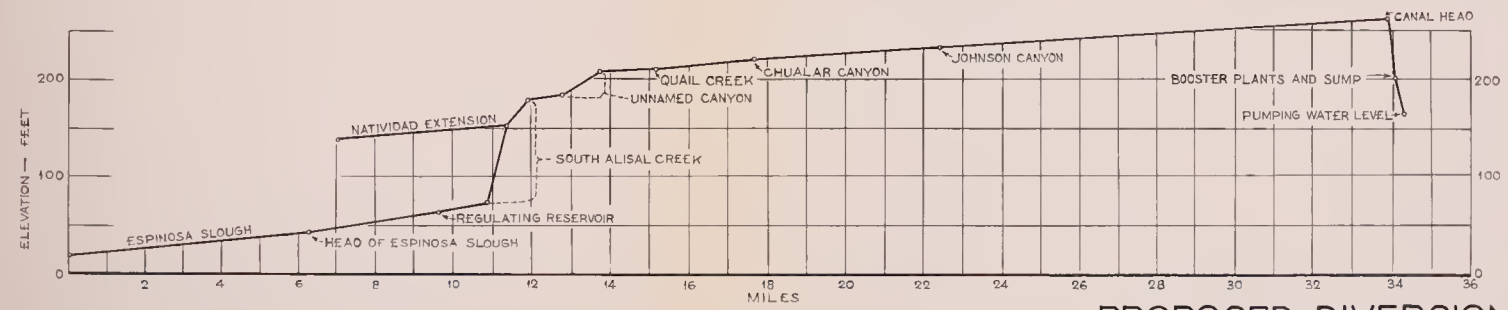 CANAL HEAD
200
QUAIL CREEK
CHUALAR CANYON
JOHNSON CANYON
BOOSTER PLANTS AND SUMP
200
UNNAMED CANYON
PUMPING WATER LEVEL
NATIVIDAD EXTENSION
SOUTH ALISAL CREEK
ELEVATION — FEET
100
100
REGULATING RESERVOIR
ESPINOSA SLOUGH
HEAD OF ESPINOSA SLOUGH
0
0
2 4 6 8 10 12 14 16 18 20 22 24 26 28 30 32 34 36
MILES
PROPOSED DIVERSION